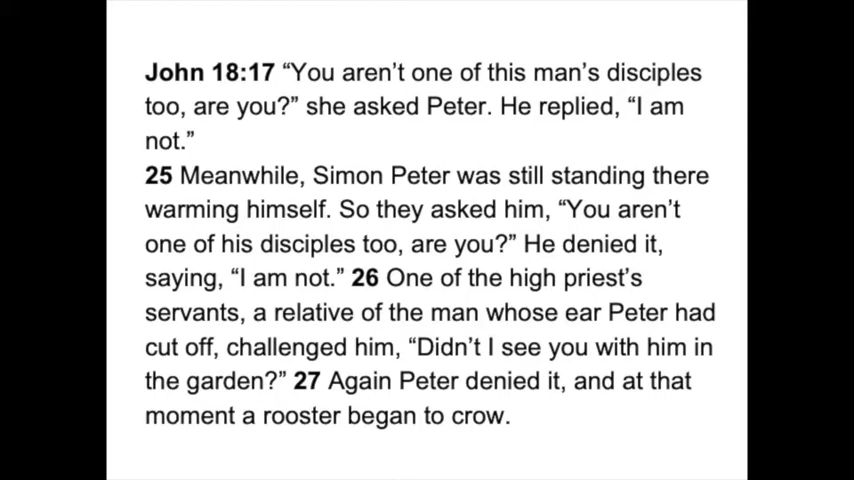 John 18:17 “You aren’t one of this man’s disciples
too, are you?” she asked Peter. He replied, “I am
not.”
25 Meanwhile, Simon Peter was still standing there
warming himself. So they asked him, “You aren’t
one of his disciples too, are you?” He denied it,
saying, “I am not.” 26 One of the high priest’s
servants, a relative of the man whose ear Peter had
cut off, challenged him, “Didn’t I see you with him in
the garden?” 27 Again Peter denied it, and at that
moment a rooster began to crow.